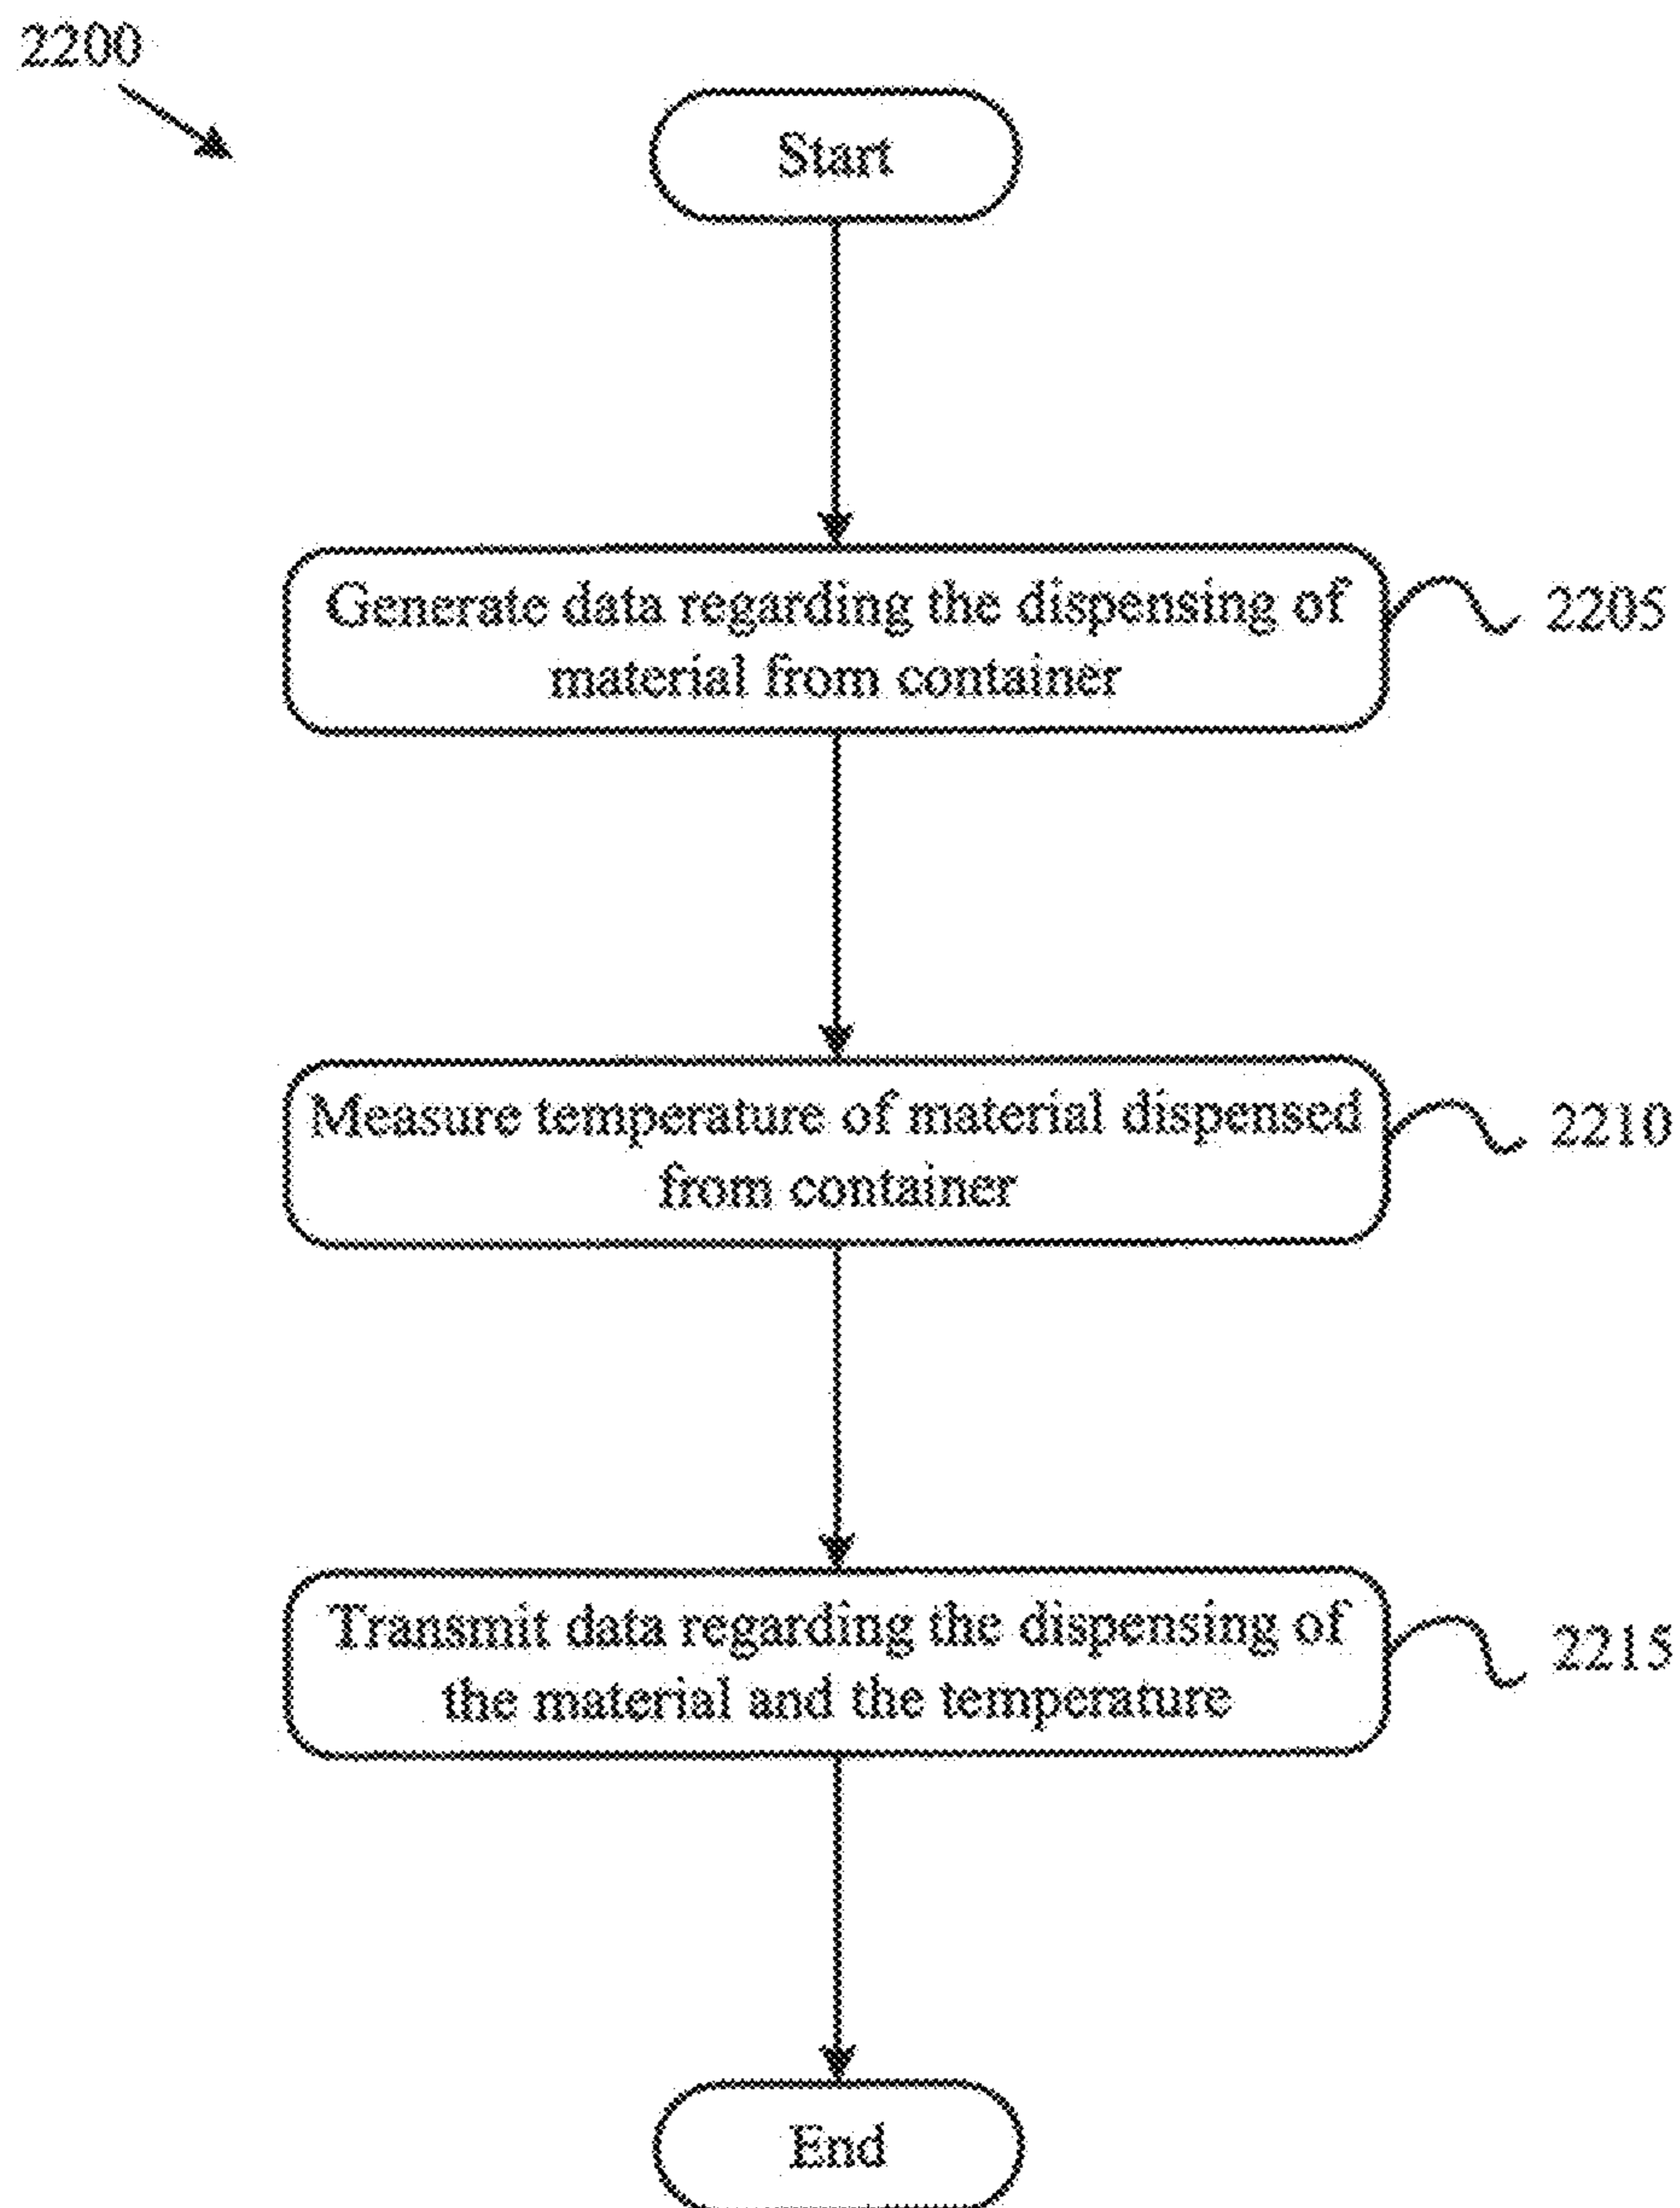 2200
Start
Generate data regarding the dispensing of
material from container
2205
Measure temperature of material dispensed
from container
2210
Transmit data regarding the dispensing of
the material and the temperature
2215
End